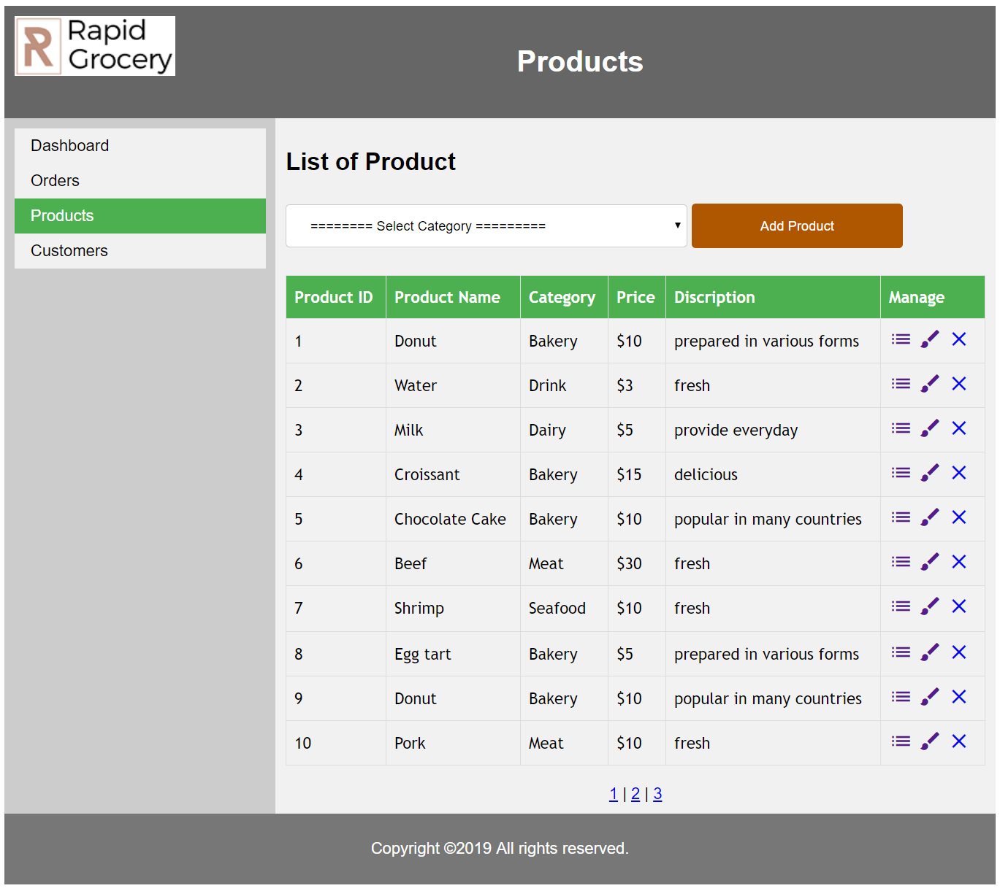 Rapid
Grocery
Products
Dashboard
Orders
Products
Customers
List of Product
======== Select Category =========
Add Product
Product ID Product Name Category Price Discription Manage
1 Donut Bakery $10 prepared in various forms
2 Water Drink $3 fresh
3 Milk Dairy $5 provide everyday
4 Croissant Bakery $15 delicious
5 Chocolate Cake Bakery $10 popular in many countries
6 Beef Meat $30 fresh
7 Shrimp Seafood $10 fresh
8 Egg tart Bakery $5 prepared in various forms
9 Donut Bakery $10 popular in many countries
10 Pork Meat $10 fresh
1 | 2 | 3
Copyright ©2019 All rights reserved.